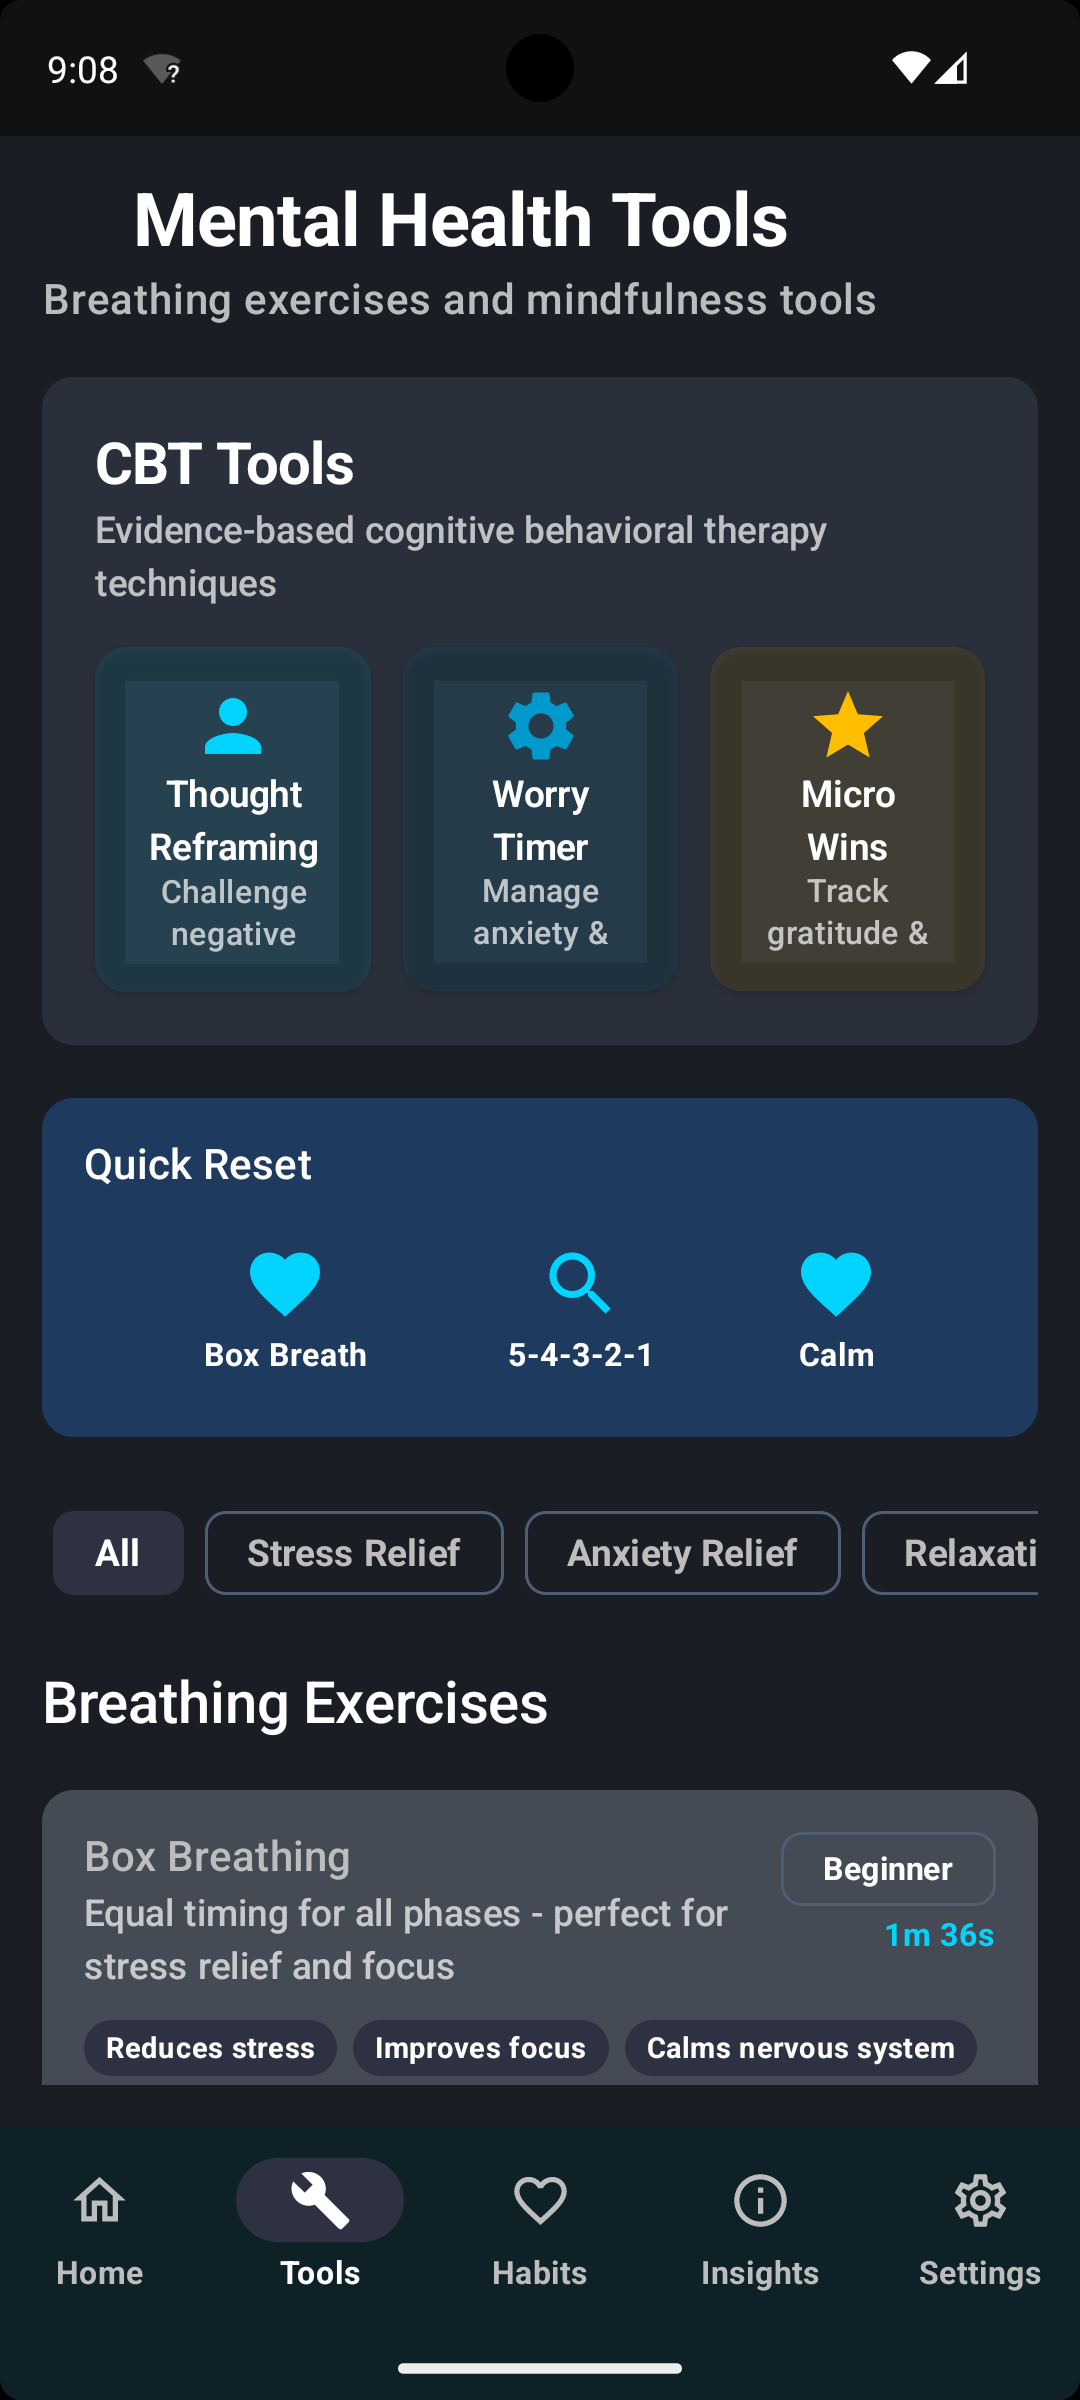 9:08
Mental Health Tools
Breathing exercises and mindfulness tools
CBT Tools
Evidence-based cognitive behavioral therapy
techniques
Thought
Reframing
Challenge
negative
Worry
Timer
Manage
anxiety &
Micro
Wins
Track
gratitude &
Quick Reset
Box Breath
5-4-3-2-1
Calm
All
Stress Relief
Anxiety Relief
Relaxati
Breathing Exercises
Box Breathing
Beginner
Equal timing for all phases - perfect for
stress relief and focus
1m 36s
Reduces stress
Improves focus
Calms nervous system
Home
Tools
Habits
Insights
Settings